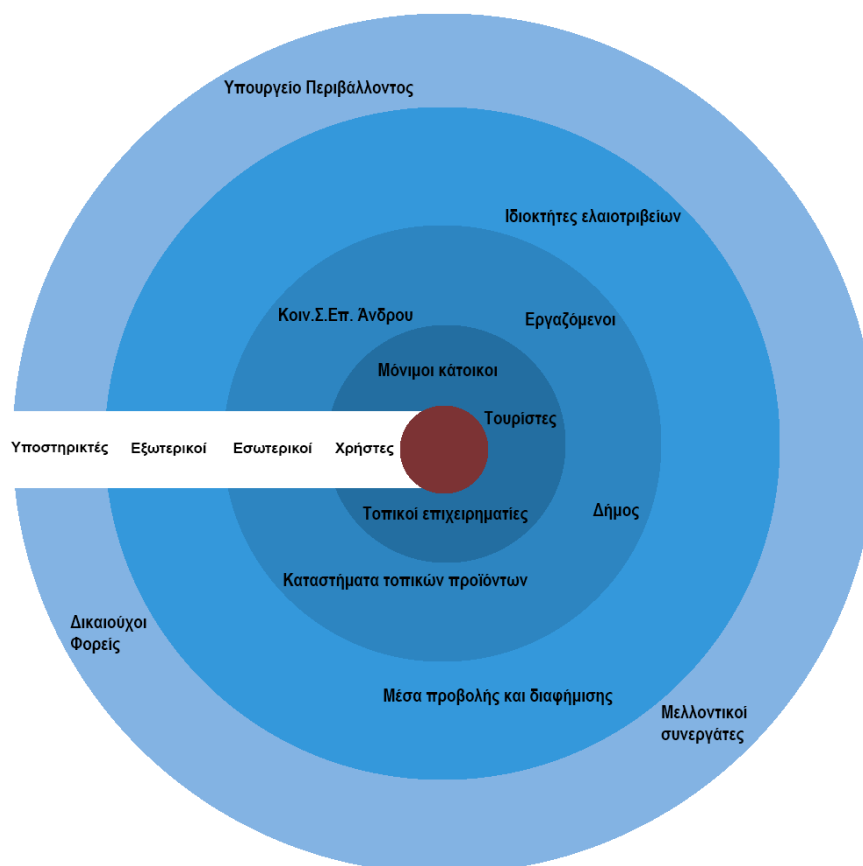 Υπουργείο Περιβάλλοντος
Ιδιοκτήτες ελαιοτριβείων
Κοιν.Σ.Επ. Άνδρου
Εργαζόμενοι
Μόνιμοι κάτοικοι
Τουρίστες
Υποστηρικτές Εξωτερικοί Εσωτερικοί Χρήστες
Τοπικοί επιχειρηματίες
Δήμος
Καταστήματα τοπικών προϊόντων
Δικαιούχοι
Φορείς
Μέσα προβολής και διαφήμισης
Μελλοντικοί
συνεργάτες